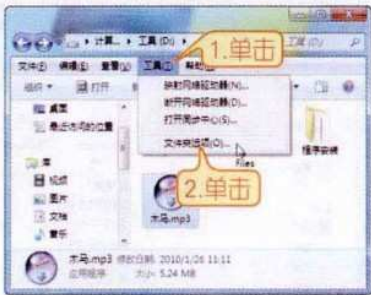 计算... ▸ 工具 (D:) ▸
工具 (D:)
1.单击
文件(F) 编辑(E) 查看(V) 工具(T) 帮助
组织 打开
映射网络驱动器(N)...
断开网络驱动器(D)...
打开同步中心(S)...
文件夹选项(O)...
桌面
最近访问的位置
程序安装
Files
库
视频
图片
文档
音乐
2.单击
木马.mp3
木马.mp3 修改日期: 2010/1/26 11:11
应用程序 大小: 5.24 MB